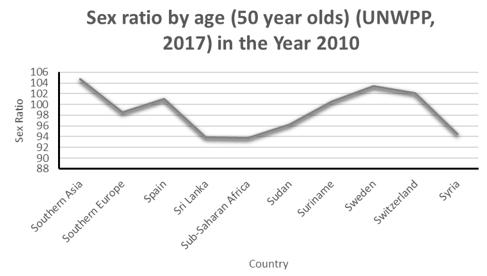 Sex ratio by age (50 year olds) (UNWPP,
2017) in the Year 2010
106
104
102
100
98
96
94
92
90
88
Sex Ratio
Southern Asia
Southern Europe
Spain
Sri Lanka
Sub-Saharan Africa
Sudan
Suriname
Sweden
Switzerland
Syria
Country